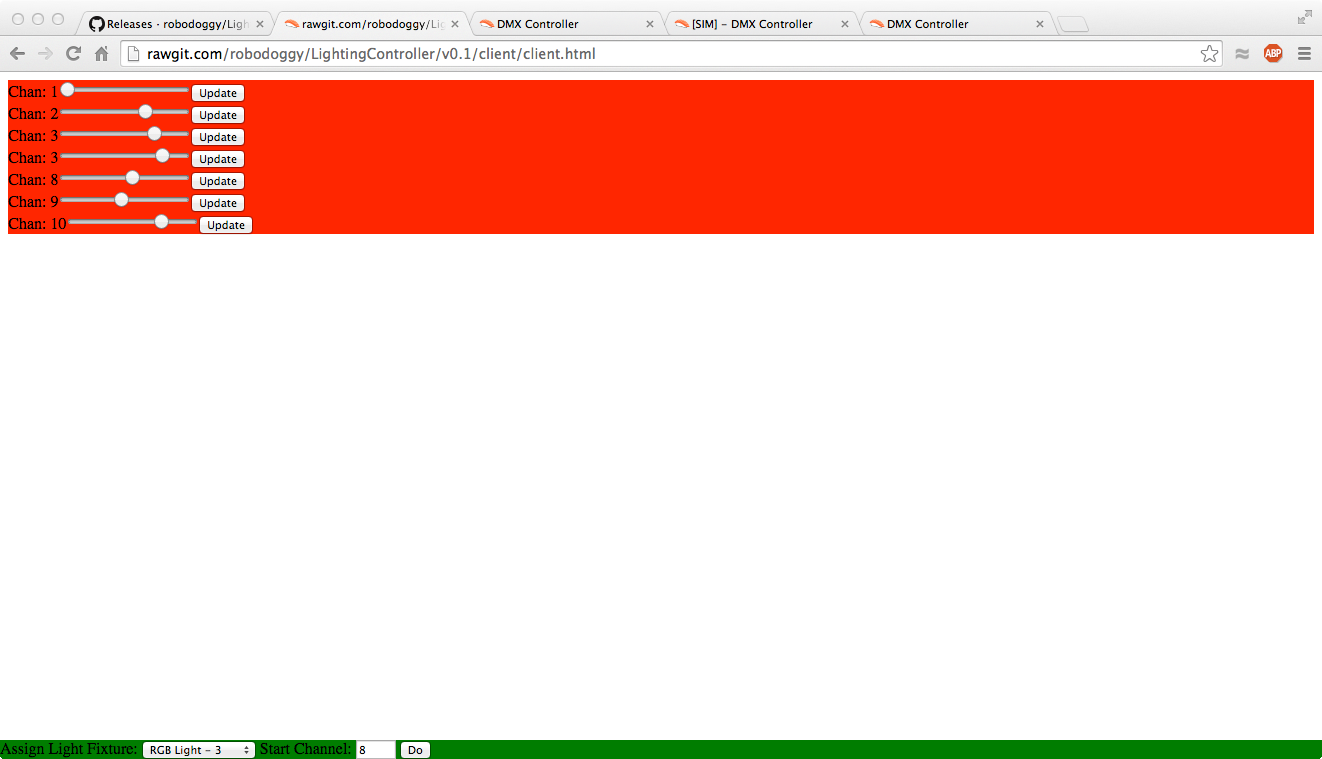 Releases · robodoggy/Ligh
rawgit.com/robodoggy/Lig
DMX Controller
[SIM] - DMX Controller
DMX Controller
rawgit.com/robodoggy/LightingController/v0.1/client/client.html
ABP
Chan: 1 Update
Chan: 2 Update
Chan: 3 Update
Chan: 3 Update
Chan: 8 Update
Chan: 9 Update
Chan: 10 Update
Assign Light Fixture: RGB Light - 3 Start Channel: 8 Do